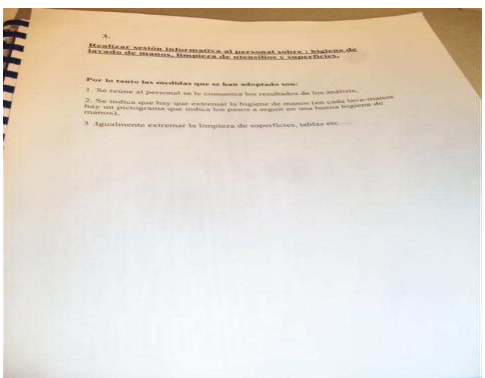 3.
Realizar sesión informativa al personal sobre : higiene de
lavado de manos, limpieza de utensilios y superficies.
Por lo tanto las medidas que se han adoptado son:
1. Se reúne al personal se le comunica los resultados de los análisis.
2. Se indica que hay que extremar la higiene de manos (en cada lava-manos
hay un pictograma que indica los pasos a seguir en una buena higiene de
manos),
3 .Igualmente extremar la limpieza de superficies, tablas etc.…